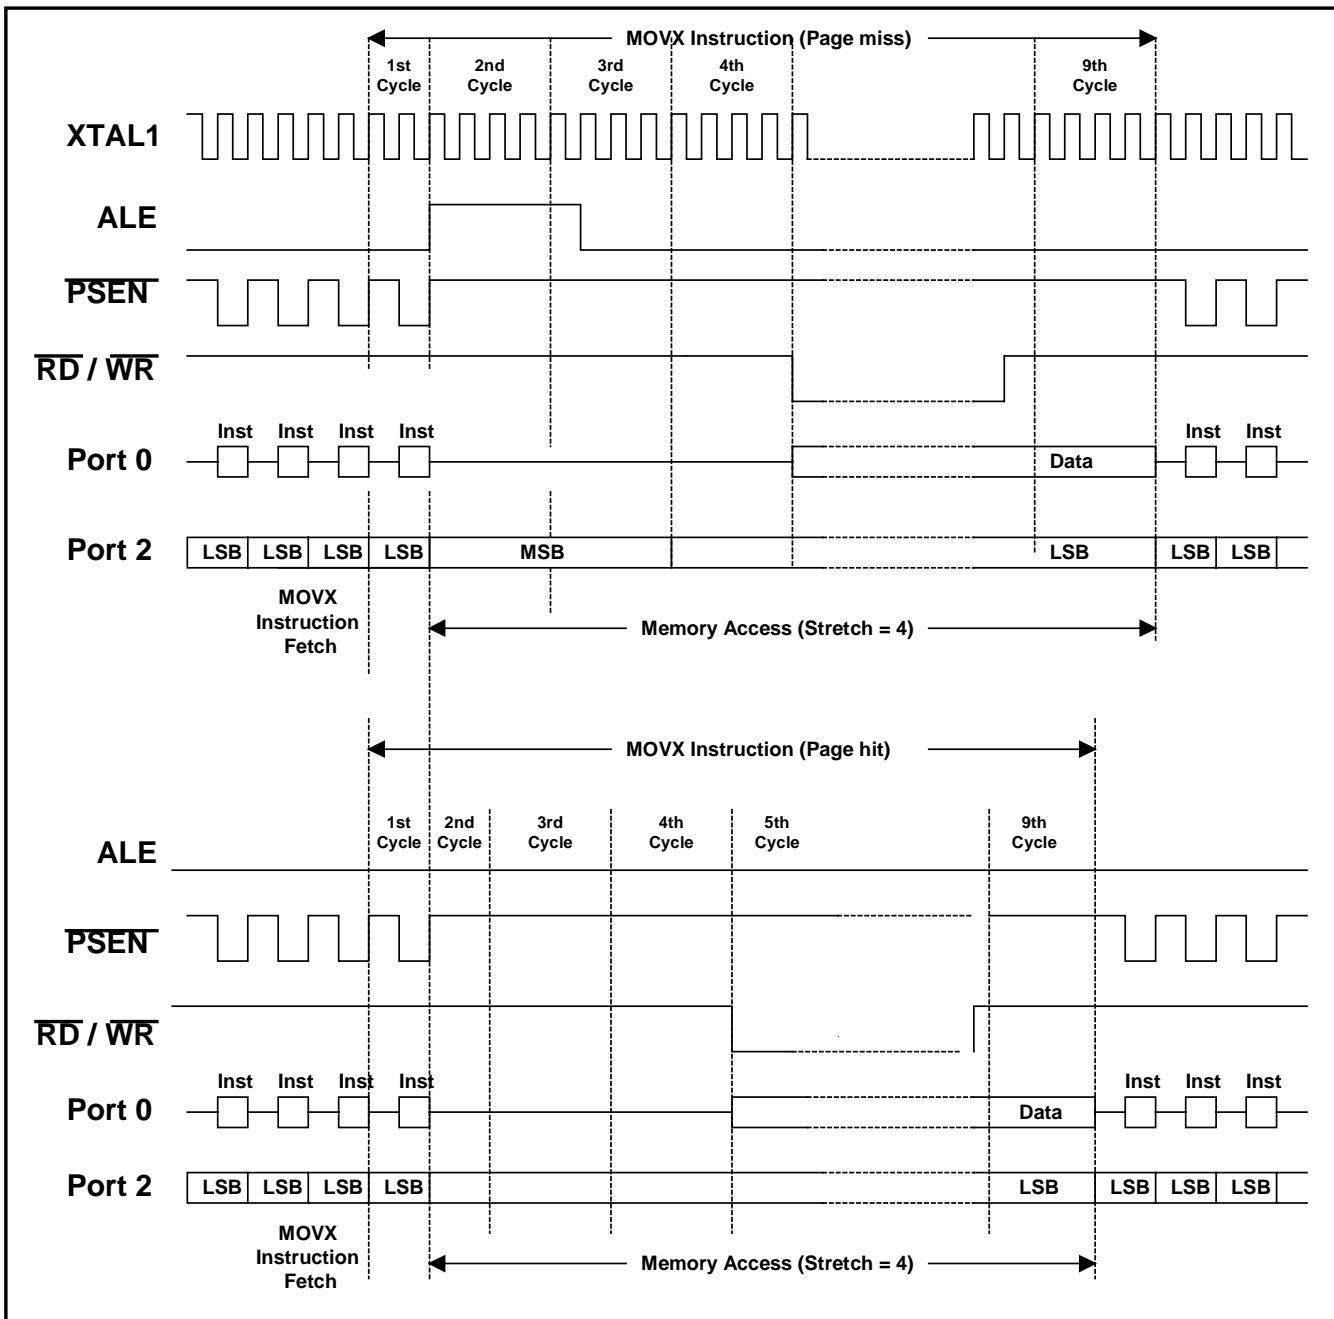 MOVX Instruction (Page miss)
1st Cycle
2nd Cycle
3rd Cycle
4th Cycle
9th Cycle
XTAL1
ALE
PSEN
RD / WR
Inst Inst Inst Inst Inst Inst
Port 0
Data
Port 2
LSB LSB LSB LSB MSB LSB LSB LSB
MOVX
Instruction
Fetch
Memory Access (Stretch = 4)
MOVX Instruction (Page hit)
1st Cycle
2nd Cycle
3rd Cycle
4th Cycle
5th Cycle
9th Cycle
ALE
PSEN
RD / WR
Inst Inst Inst Inst Inst Inst Inst
Port 0
Data
Port 2
LSB LSB LSB LSB LSB LSB LSB LSB
MOVX
Instruction
Fetch
Memory Access (Stretch = 4)